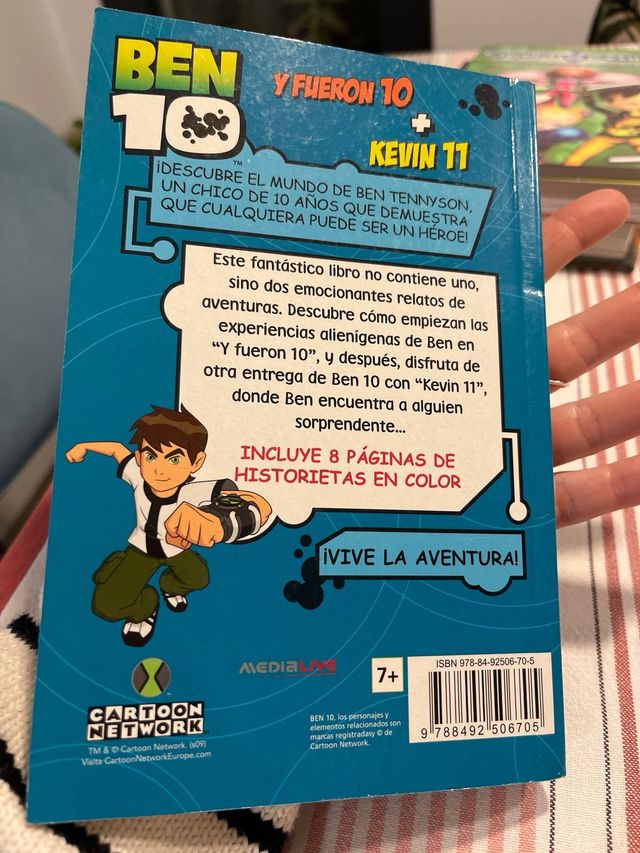 BEN
10
™
Y FUERON 10
+
KEVIN 11
¡DESCUBRE EL MUNDO DE BEN TENNYSON,
UN CHICO DE 10 AÑOS QUE DEMUESTRA
QUE CUALQUIERA PUEDE SER UN HÉROE!
Este fantástico libro no contiene uno,
sino dos emocionantes relatos de
aventuras. Descubre cómo empiezan las
experiencias alienígenas de Ben en
“Y fueron 10”, y después, disfruta de
otra entrega de Ben 10 con “Kevin 11”,
donde Ben encuentra a alguien
sorprendente...
INCLUYE 8 PÁGINAS DE
HISTORIETAS EN COLOR
¡VIVE LA AVENTURA!
CARTOON
NETWORK
TM & © Cartoon Network. (s09)
Visita CartoonNetworkEurope.com
MEDIALIVE
7+
BEN 10, los personajes y
elementos relacionados son
marcas registradasy © de
Cartoon Network.
ISBN 978-84-92506-70-5
9 788492 506705